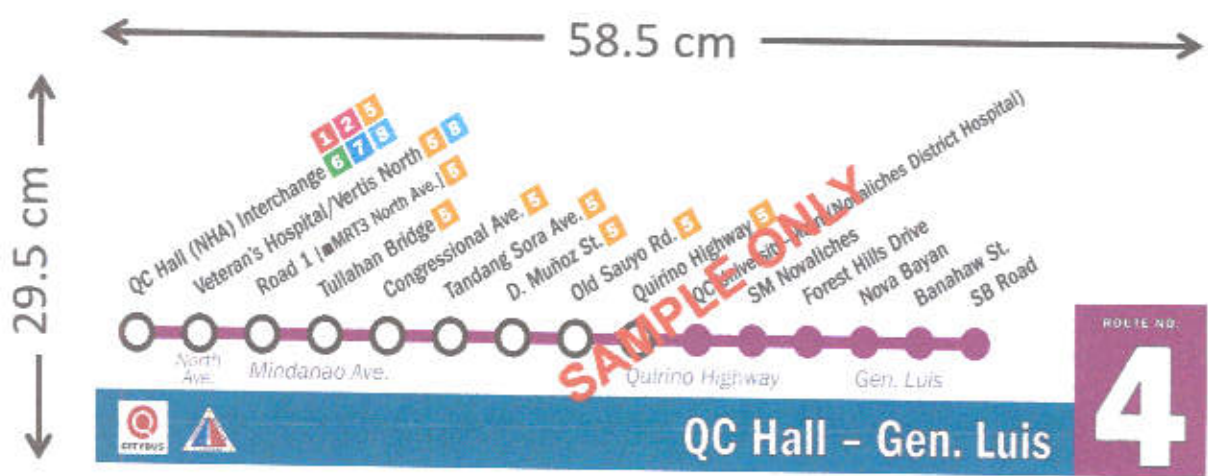 58.5 cm
29.5 cm
QC Hall (NHA) Interchange 1 2 5 6 7 8
Veteran's Hospital/Vertis North 5 8
Road 1 [MRT3 North Ave.] 5
Tullahan Bridge 5
Congressional Ave. 5
Tandang Sora Ave. 5
D. Muñoz St. 5
Old Sauyo Rd. 5
Quirino Highway 5
QC (Novaliches District Hospital)
SM Novaliches
Forest Hills Drive
Nova Bayan
Banahaw St.
SB Road
SAMPLE ONLY
North
Ave.
Mindanao Ave.
Quirino Highway
Gen. Luis
ROUTE NO.
4
Q
CITYBUS
QC Hall – Gen. Luis